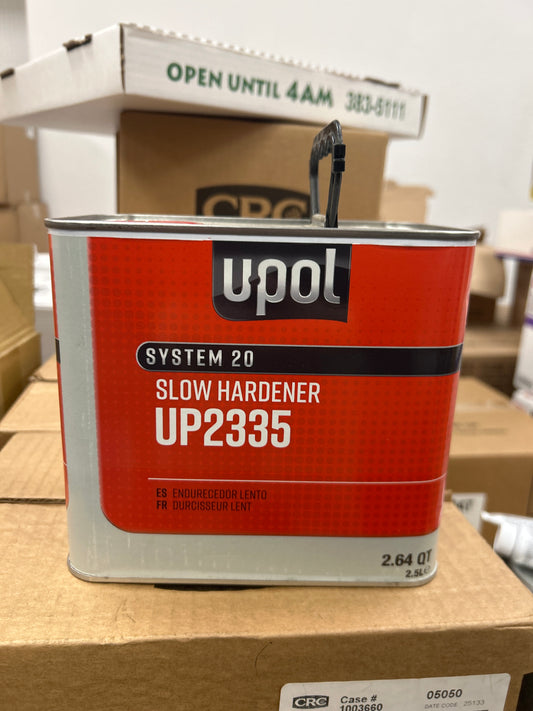 OPEN UNTIL 4AM 383-5111
CRC
upol
SYSTEM 20
SLOW HARDENER
UP2335
ES ENDURECEDOR LENTO
FR DURCISSEUR LENT
2.64 QT
2.5L
CRC
Case #
1003660
05050
DATE CODE 25133